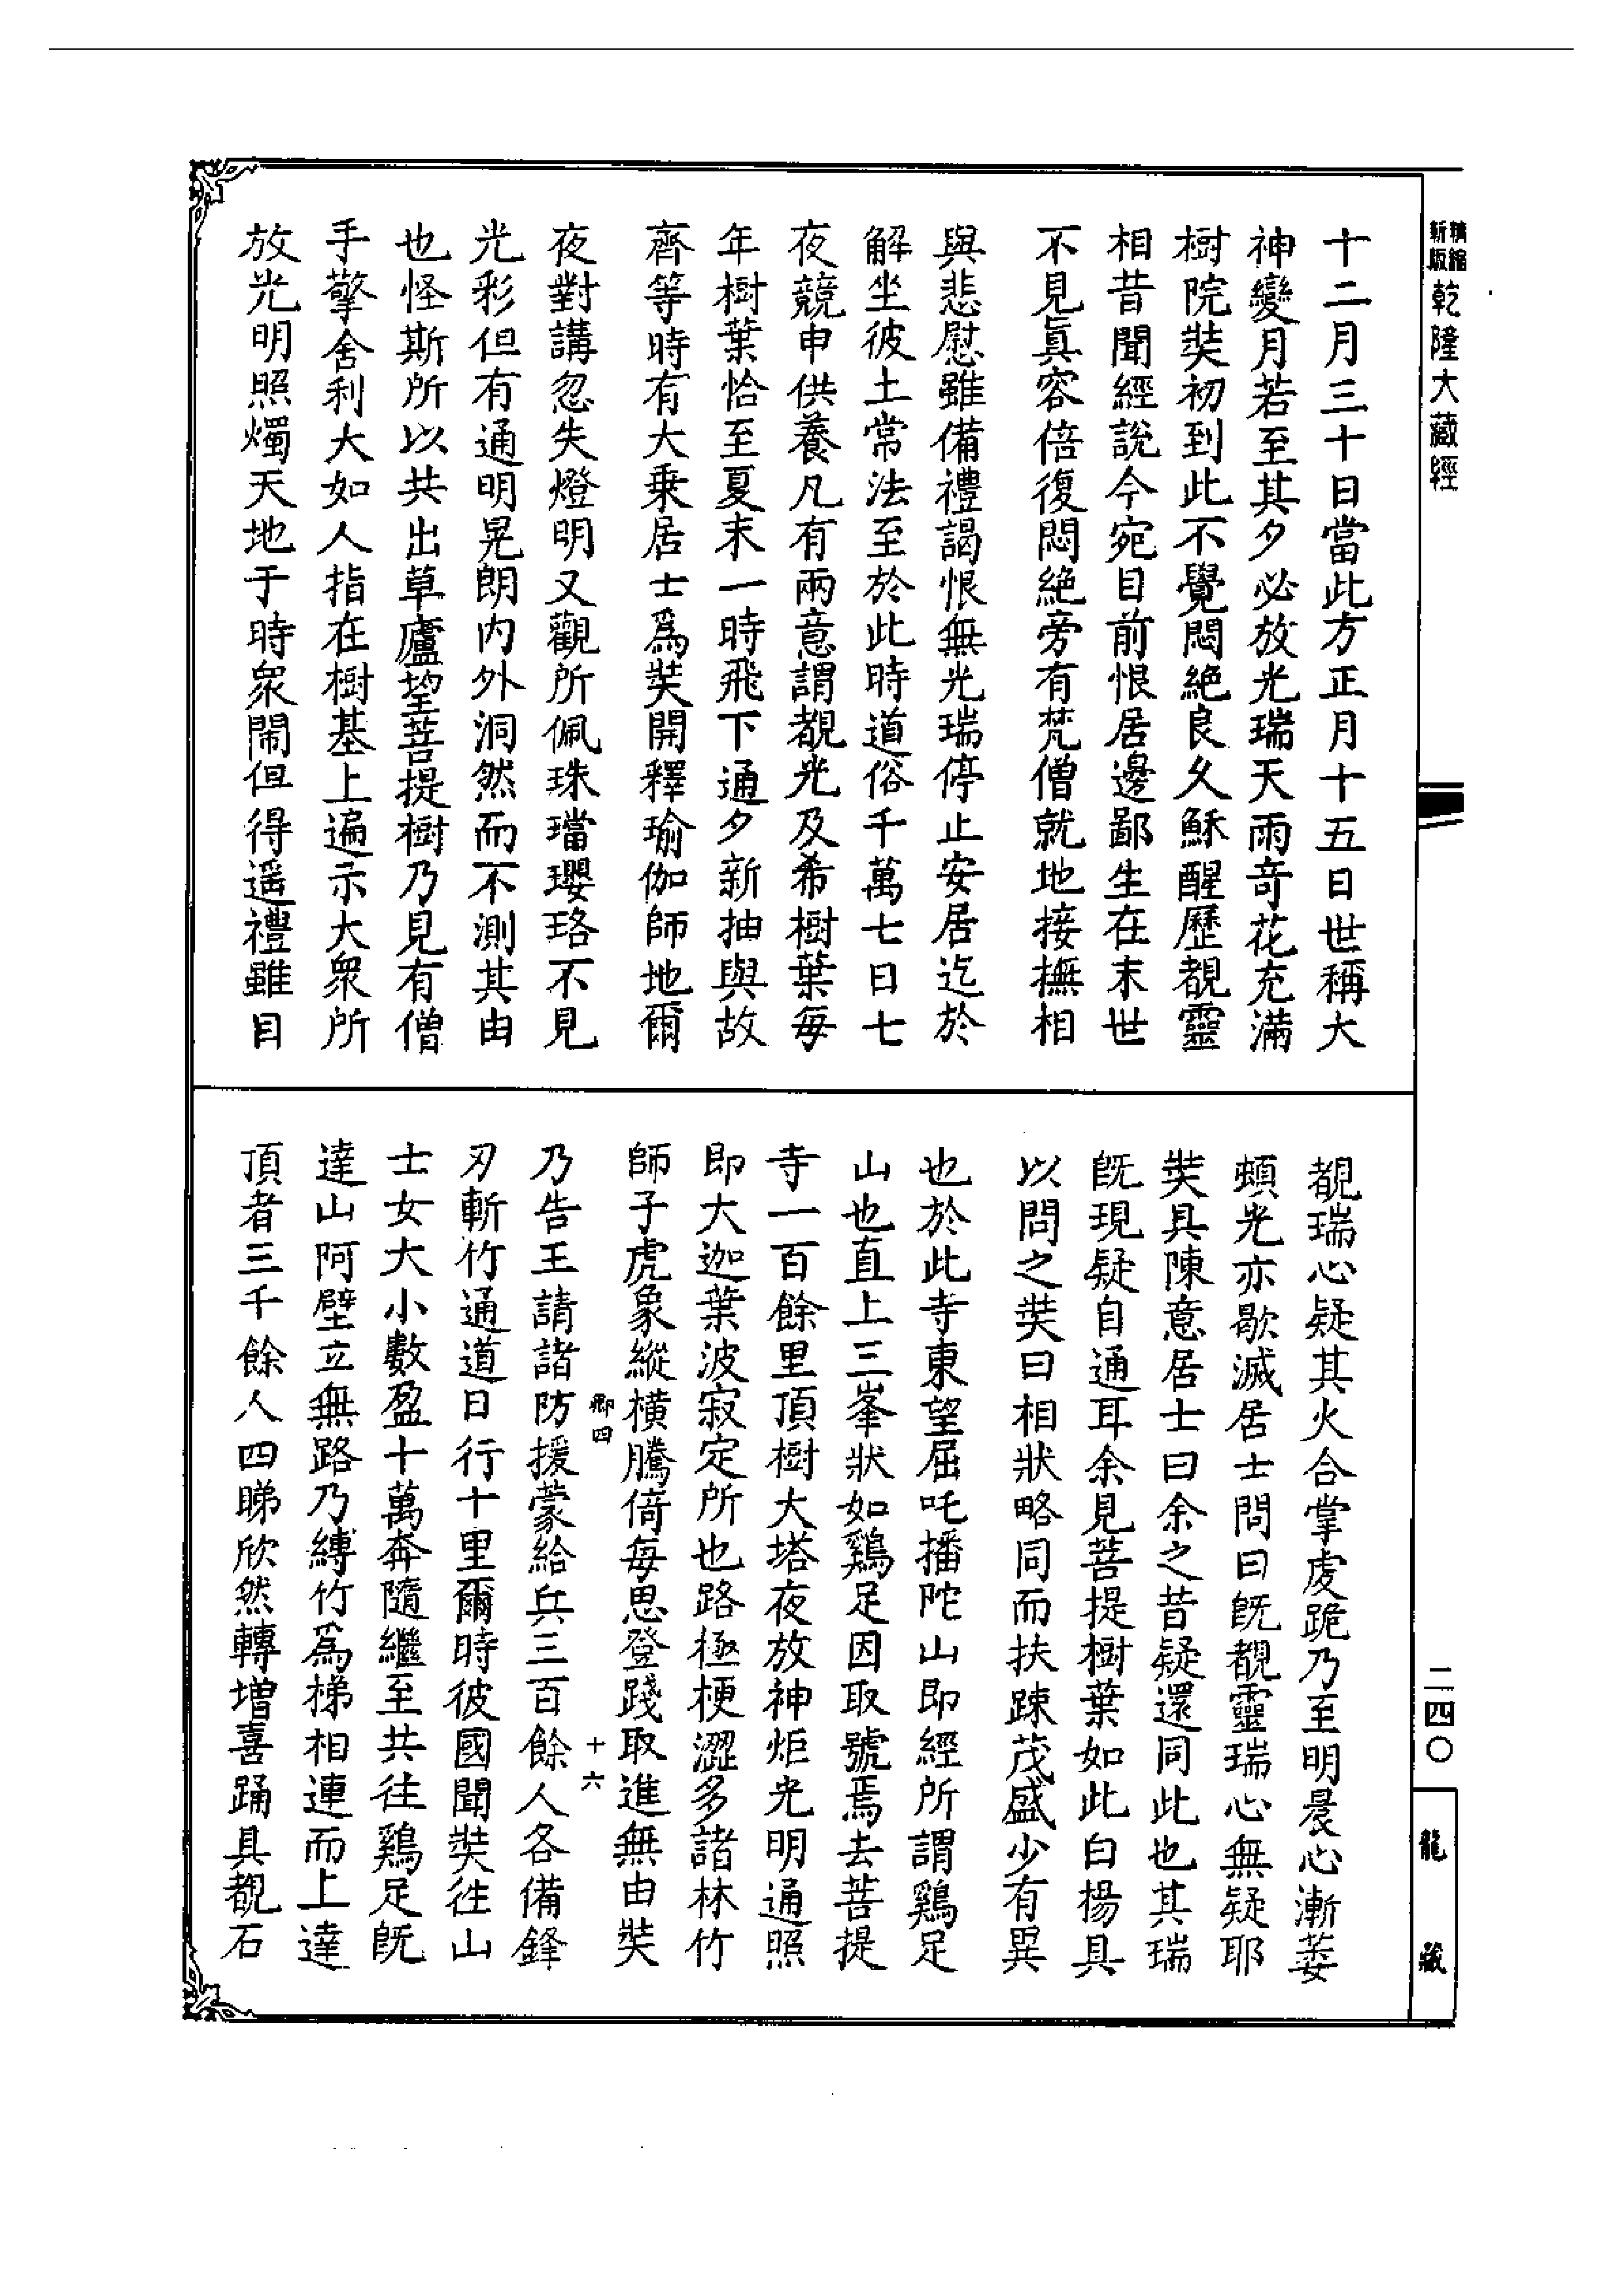 精縮
新版
乾隆大藏經
十二月三十日當此方正月十五日世稱大
神變月若至其夕必放光瑞天雨奇花充滿
樹院奘初到此不覺悶絕良久穌醒歷覩靈
相昔聞經說今宛目前恨居邊鄙生在末世
不見眞容倍復悶絕旁有梵僧就地接撫相
與悲慰雖備禮謁恨無光瑞停止安居迄於
解坐彼土常法至於此時道俗千萬七日七
夜競申供養凡有兩意謂覩光及希樹葉每
年樹葉恰至夏末一時飛下通夕新抽與故
齊等時有大乗居士爲奘開釋瑜伽師地爾
夜對講忽失燈明又觀所佩珠璫瓔珞不見
光彩但有通明晃朗內外洞然而不測其由
也怪斯所以共出草廬望菩提樹乃見有僧
手擎舍利大如人指在樹基上遍示大衆所
放光明照燭天地于時衆閙但得遥禮雖目
覩瑞心疑其火合掌虔跪乃至明晨心漸萎
頓光亦歇滅居士問曰旣覩靈瑞心無疑耶
奘具陳意居士曰余之昔疑還同此也其瑞
旣現疑自通耳余見菩提樹葉如此白楊具
以問之奘曰相狀略同而扶踈茂盛少有異
也於此寺東望屈吒播陀山即經所謂鷄足
山也直上三峯狀如鷄足因取號焉去菩提
寺一百餘里頂樹大塔夜放神炬光明通照
即大迦葉波寂定所也路極梗澀多諸林竹
師子虎象縱橫騰倚每思登踐取進無由奘
鄉四
十六
乃告王請諸防援蒙給兵三百餘人各備鋒
刃斬竹通道日行十里爾時彼國聞奘徃山
士女大小數盈十萬奔隨繼至共往鷄足旣
達山阿壁立無路乃縛竹爲梯相連而上達
頂者三千餘人四睇欣然轉增喜踊具覩石
二四〇
龍藏